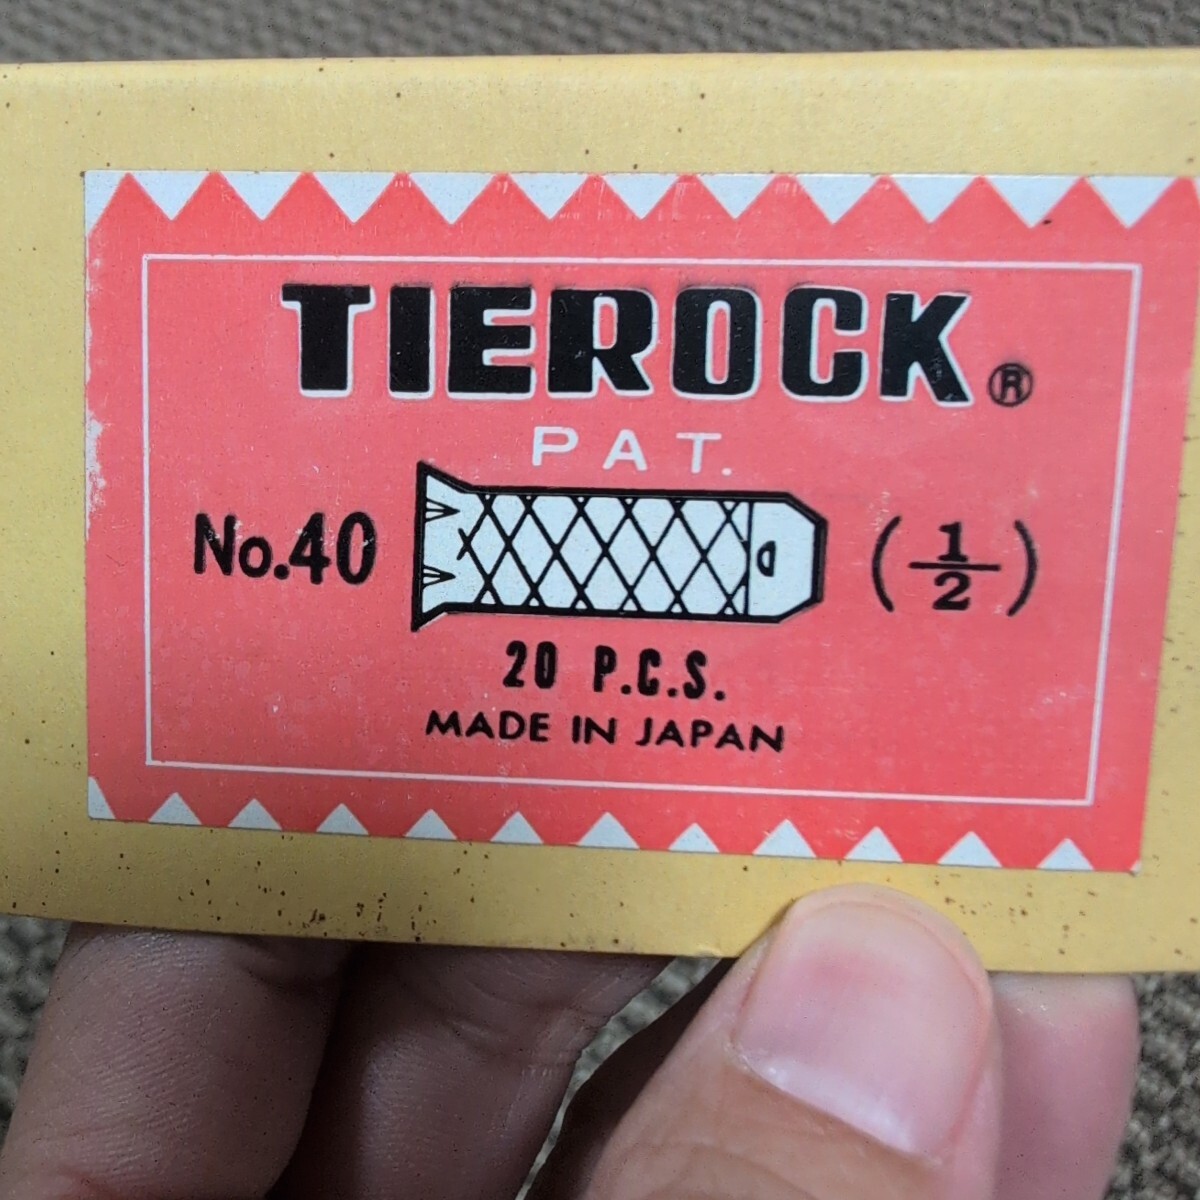 TIEROCK®
PAT.
No.40 (1/2)
20 P.C.S.
MADE IN JAPAN